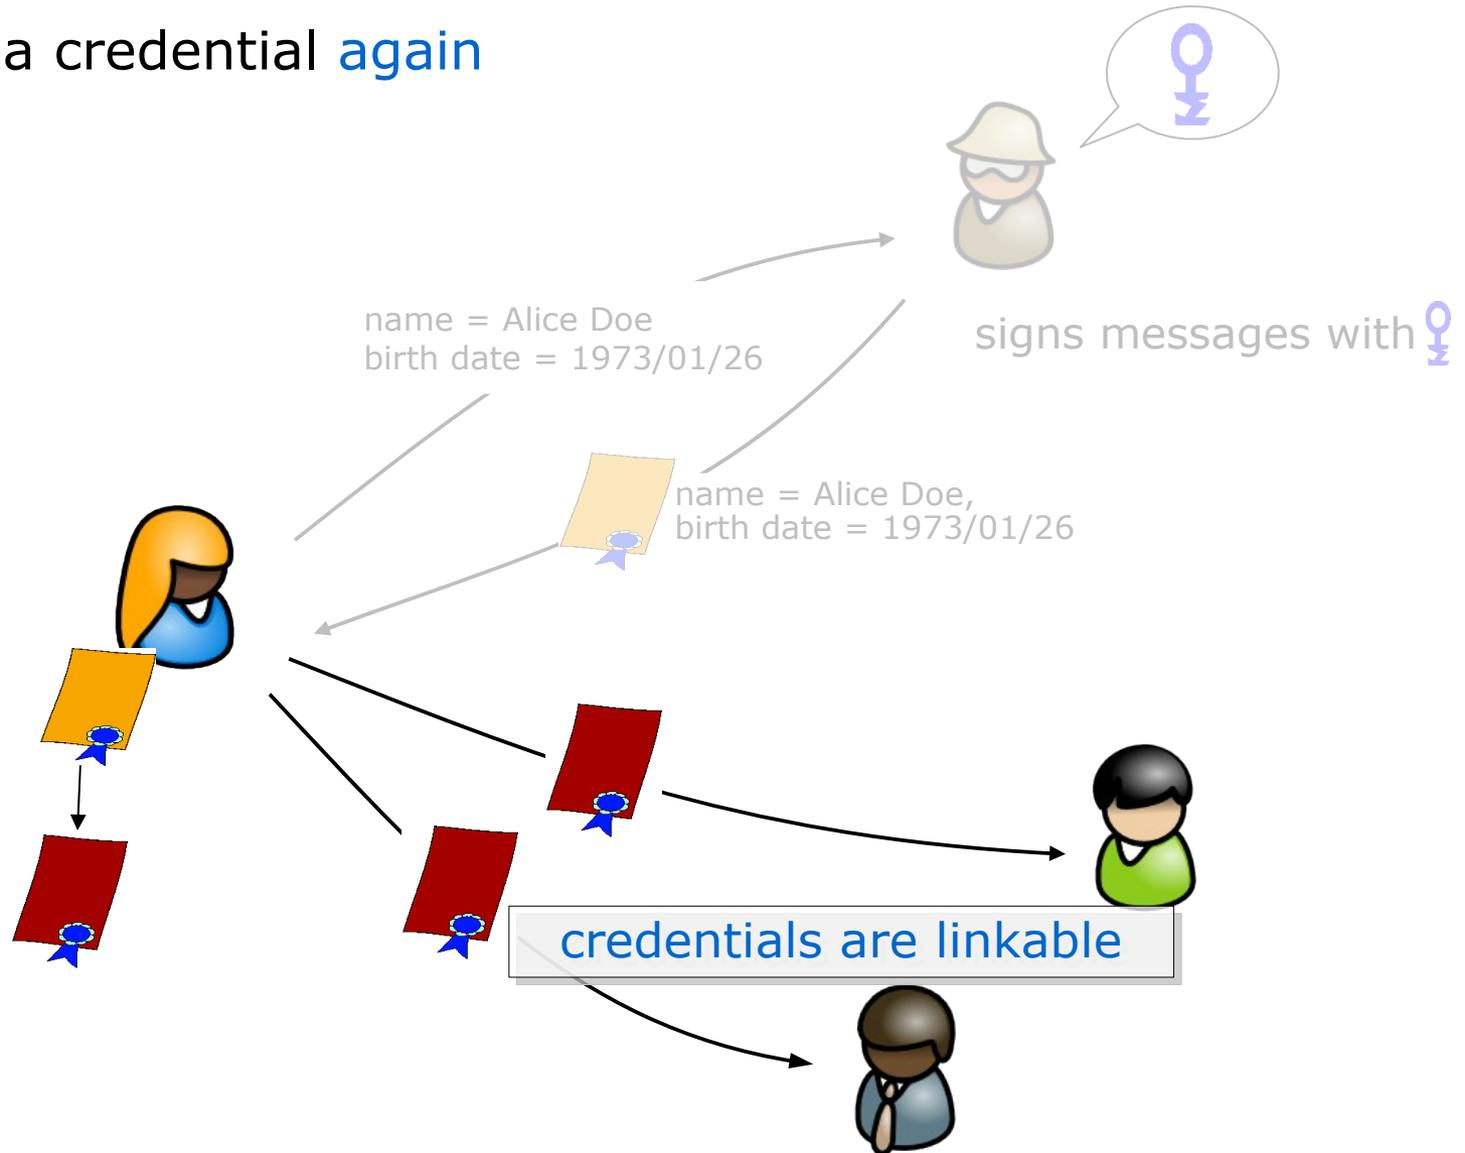 a credential again
name = Alice Doe
birth date = 1973/01/26
signs messages with
name = Alice Doe,
birth date = 1973/01/26
credentials are linkable